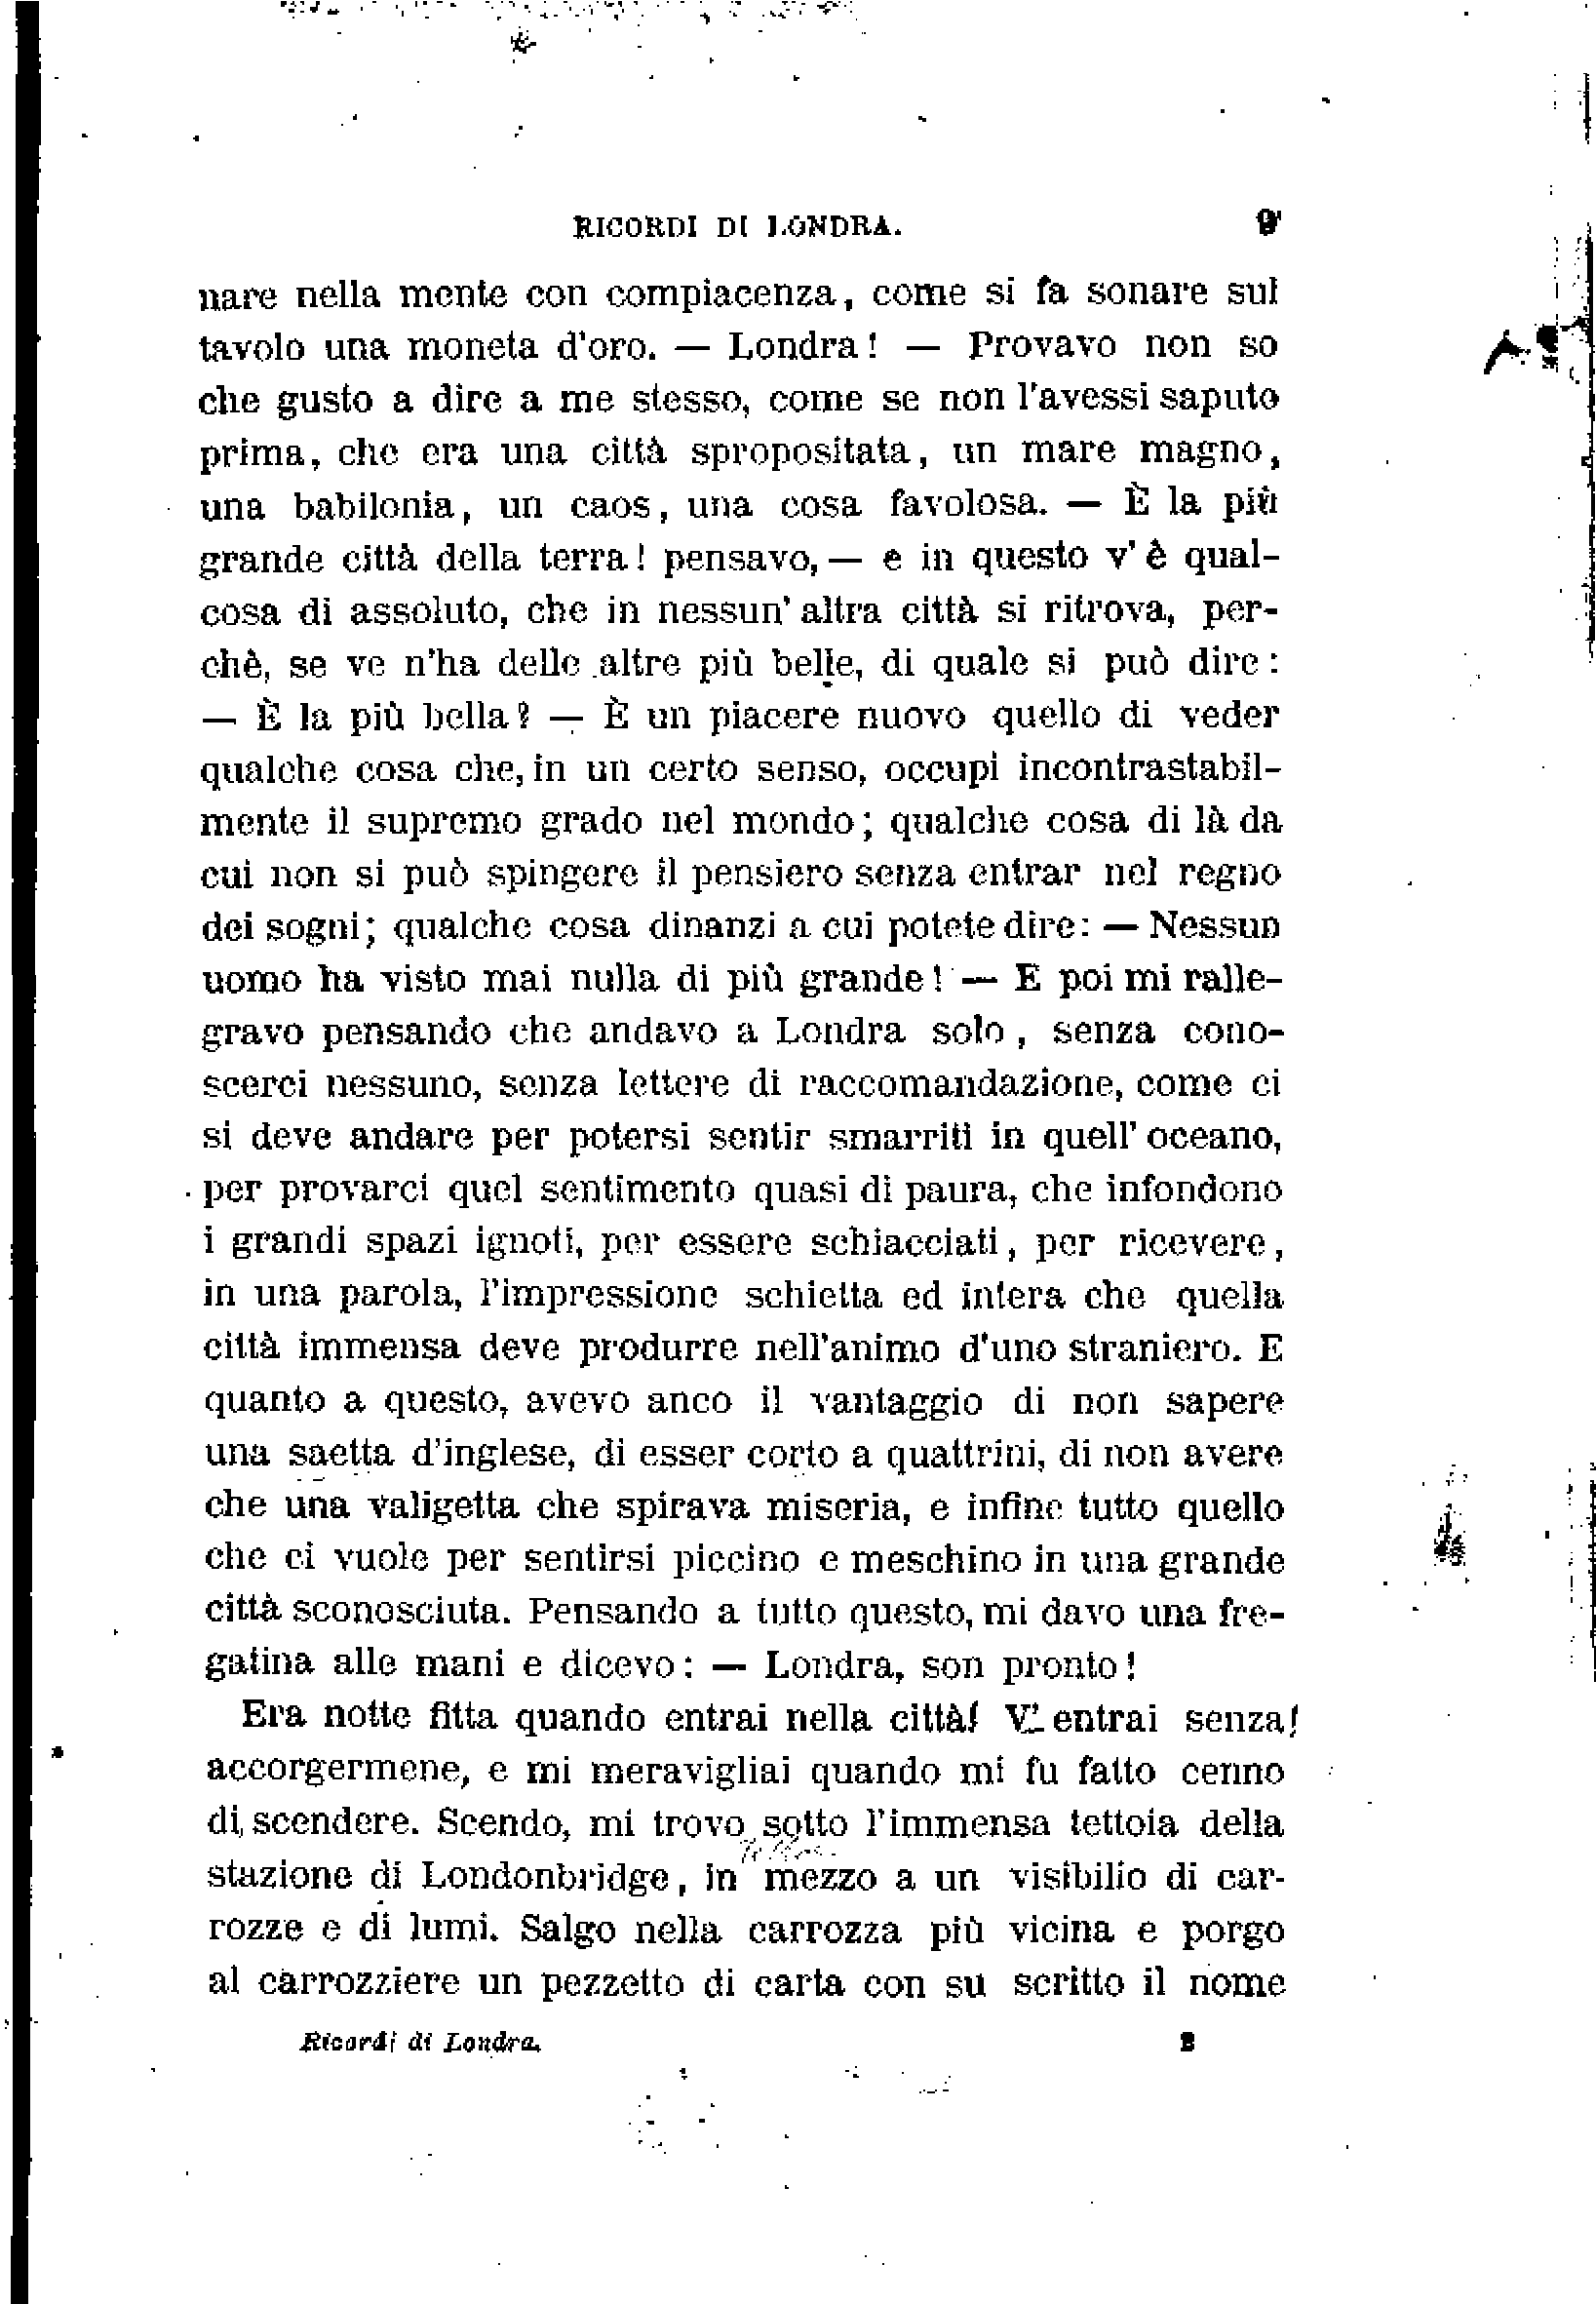 RICORDI DI LONDRA. 9
nare nella mente con compiacenza, come si fa sonare sul
tavolo una moneta d'oro. — Londra! — Provavo non so
che gusto a dire a me stesso, come se non l'avessi saputo
prima, che era una città spropositata, un mare magno,
una babilonia, un caos, una cosa favolosa. — È la più
grande città della terra! pensavo, — e in questo v'è qual-
cosa di assoluto, che in nessun'altra città si ritrova, per-
chè, se ve n'ha delle altre più belle, di quale si può dire:
— È la più bella? — È un piacere nuovo quello di veder
qualche cosa che, in un certo senso, occupi incontrastabil-
mente il supremo grado nel mondo; qualche cosa di là da
cui non si può spingere il pensiero senza entrar nel regno
dei sogni; qualche cosa dinanzi a cui potete dire: — Nessun
uomo ha visto mai nulla di più grande! — E poi mi ralle-
gravo pensando che andavo a Londra solo, senza cono-
scerci nessuno, senza lettere di raccomandazione, come ci
si deve andare per potersi sentir smarriti in quell'oceano,
per provarci quel sentimento quasi di paura, che infondono
i grandi spazi ignoti, per essere schiacciati, per ricevere,
in una parola, l'impressione schietta ed intera che quella
città immensa deve produrre nell'animo d'uno straniero. E
quanto a questo, avevo anco il vantaggio di non sapere
una saetta d'inglese, di esser corto a quattrini, di non avere
che una valigetta che spirava miseria, e infine tutto quello
che ci vuole per sentirsi piccino e meschino in una grande
città sconosciuta. Pensando a tutto questo, mi davo una fre-
gatina alle mani e dicevo: — Londra, son pronto!
Era notte fitta quando entrai nella città! V'entrai senza
accorgermene, e mi meravigliai quando mi fu fatto cenno
di scendere. Scendo, mi trovo sotto l'immensa tettoia della
stazione di Londonbridge, in mezzo a un visibilio di car-
rozze e di lumi. Salgo nella carrozza più vicina e porgo
al carrozziere un pezzetto di carta con su scritto il nome
Ricordi di Londra. 2